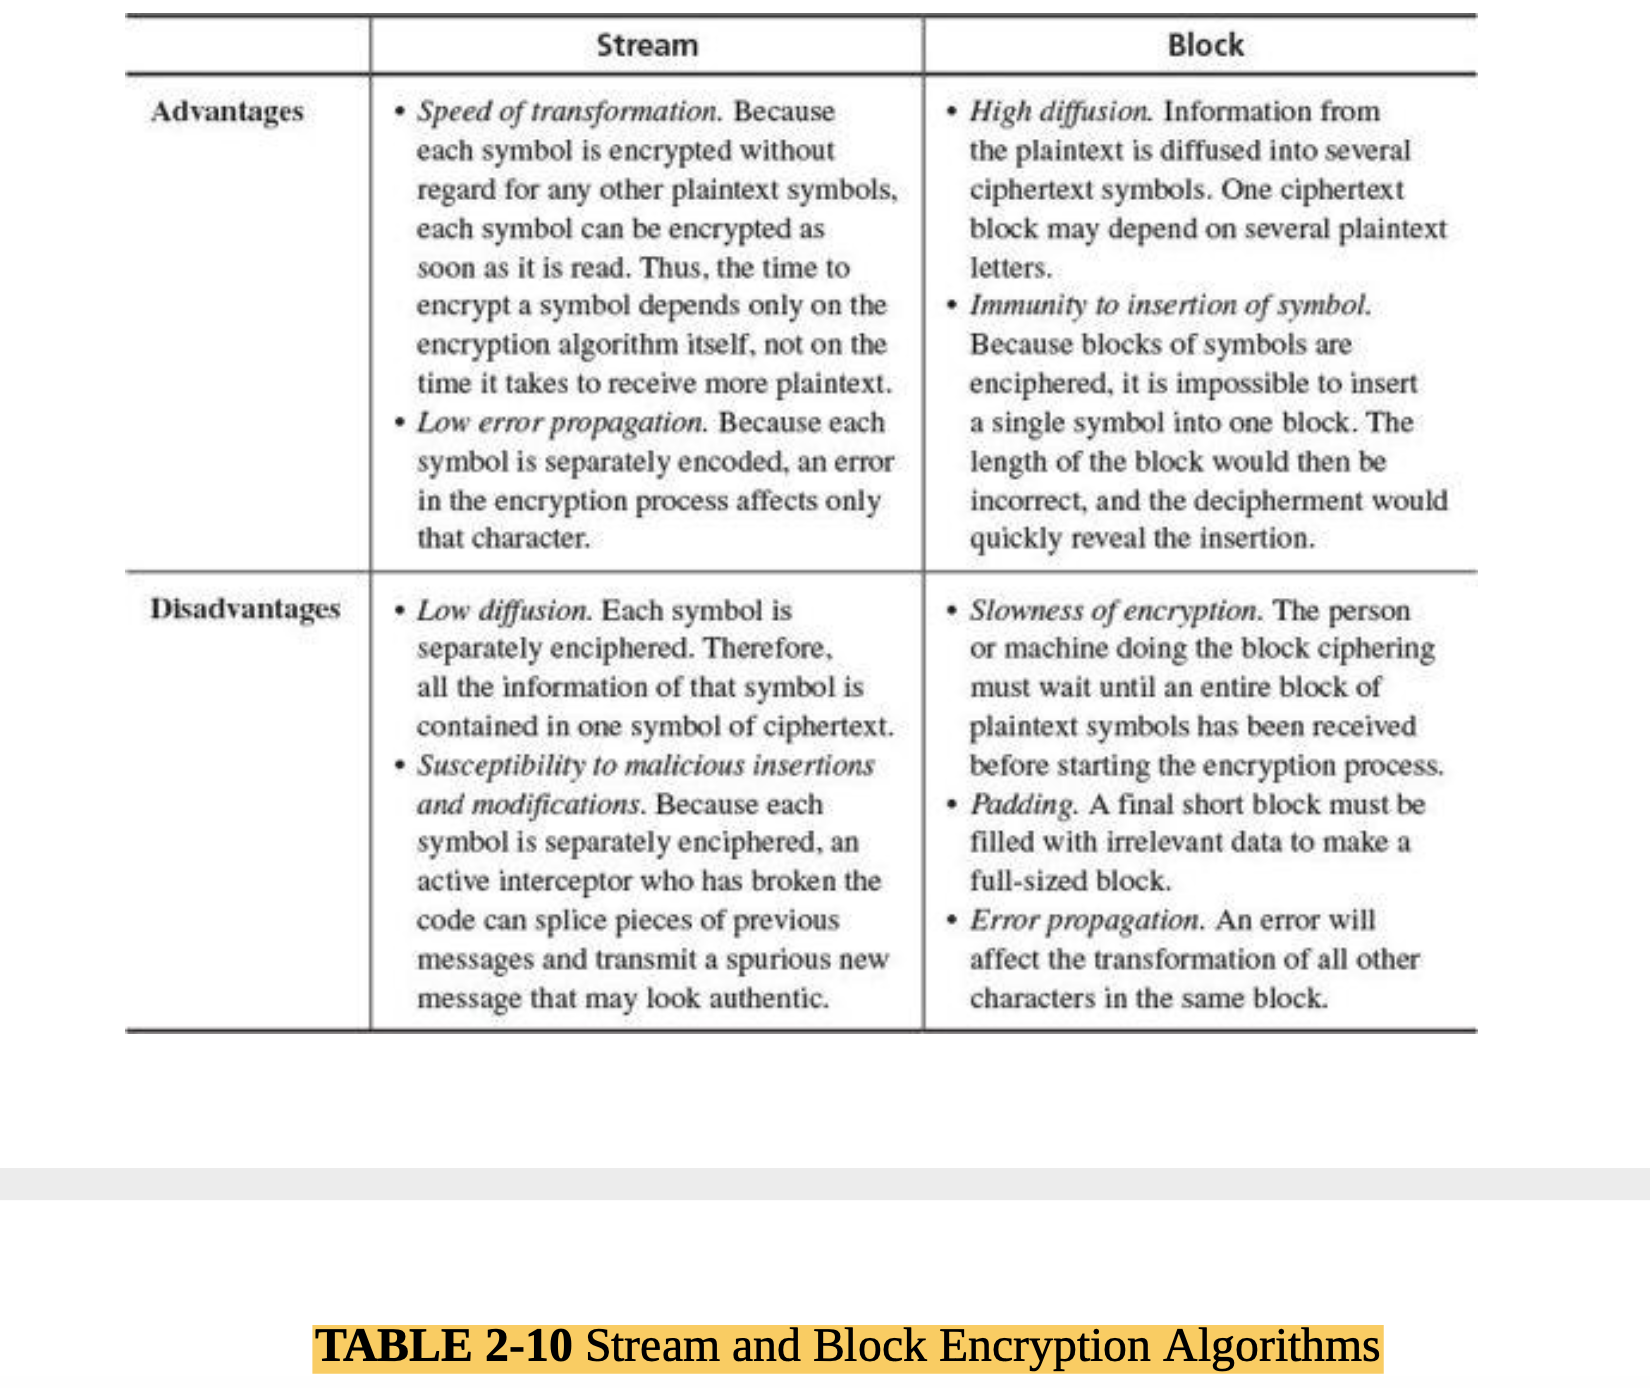 Stream
Block
Advantages
• Speed of transformation. Because
each symbol is encrypted without
regard for any other plaintext symbols,
each symbol can be encrypted as
soon as it is read. Thus, the time to
encrypt a symbol depends only on the
encryption algorithm itself, not on the
time it takes to receive more plaintext.
• Low error propagation. Because each
symbol is separately encoded, an error
in the encryption process affects only
that character.
• High diffusion. Information from
the plaintext is diffused into several
ciphertext symbols. One ciphertext
block may depend on several plaintext
letters.
• Immunity to insertion of symbol.
Because blocks of symbols are
enciphered, it is impossible to insert
a single symbol into one block. The
length of the block would then be
incorrect, and the decipherment would
quickly reveal the insertion.
Disadvantages
• Low diffusion. Each symbol is
separately enciphered. Therefore,
all the information of that symbol is
contained in one symbol of ciphertext.
• Susceptibility to malicious insertions
and modifications. Because each
symbol is separately enciphered, an
active interceptor who has broken the
code can splice pieces of previous
messages and transmit a spurious new
message that may look authentic.
• Slowness of encryption. The person
or machine doing the block ciphering
must wait until an entire block of
plaintext symbols has been received
before starting the encryption process.
• Padding. A final short block must be
filled with irrelevant data to make a
full-sized block.
• Error propagation. An error will
affect the transformation of all other
characters in the same block.
TABLE 2-10 Stream and Block Encryption Algorithms